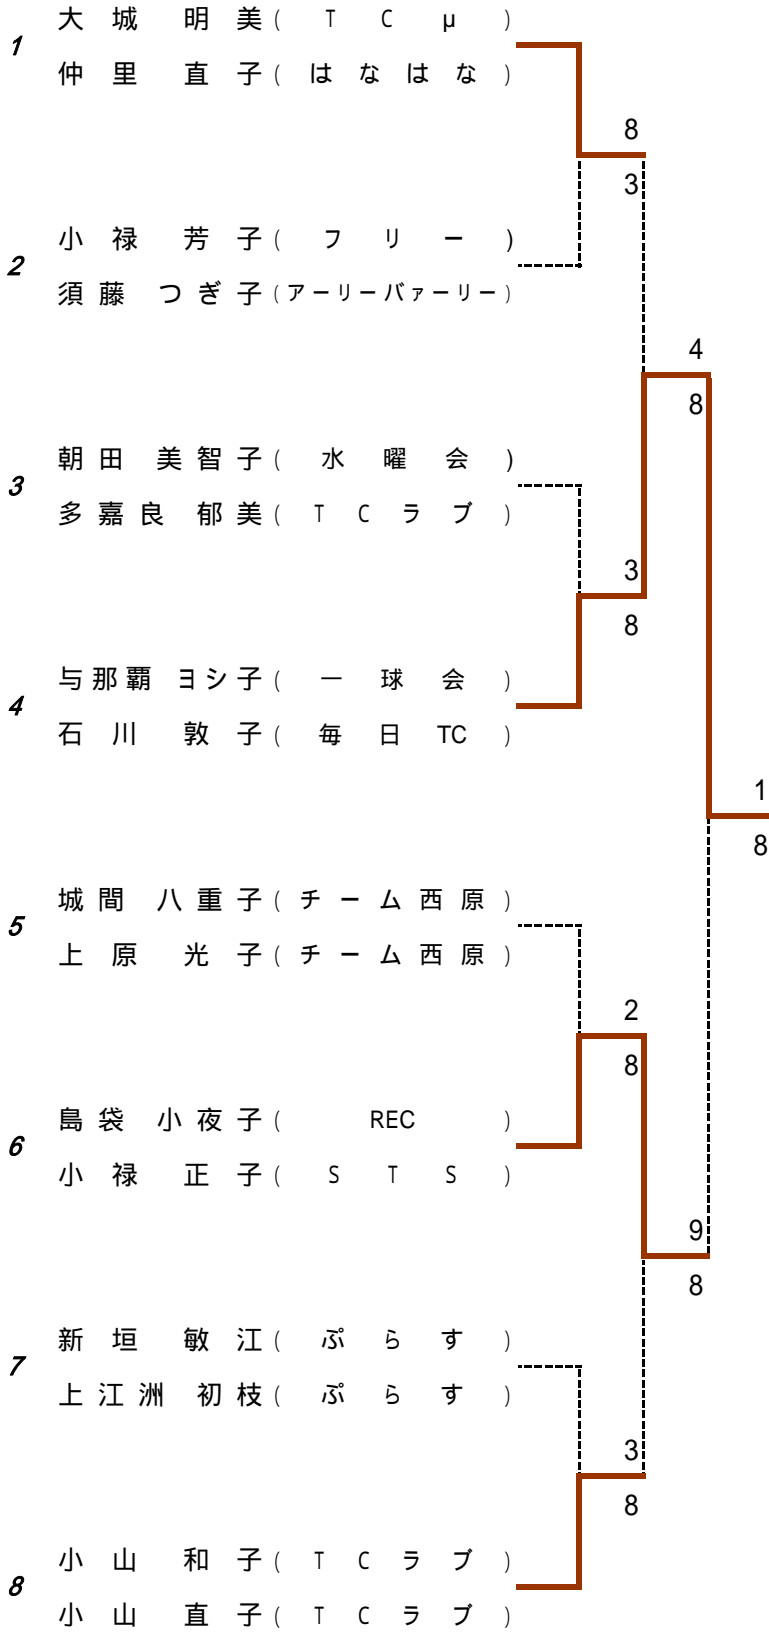 大城 明美(TCμ)
1
仲里 直子(はなはな)
8
3
小禄 芳子(フリー)
2
須藤 つぎ子(アーリーバァーリー)
4
8
朝田 美智子(水曜会)
3
多嘉良 郁美(TCラブ)
3
8
与那覇 ヨシ子(一球会)
4
石川 敦子(毎日TC)
1
8
城間 八重子(チーム西原)
5
上原 光子(チーム西原)
2
8
島袋 小夜子(REC)
6
小禄 正子(STS)
9
8
新垣 敏江(ぷらす)
7
上江洲 初枝(ぷらす)
3
8
小山 和子(TCラブ)
8
小山 直子(TCラブ)